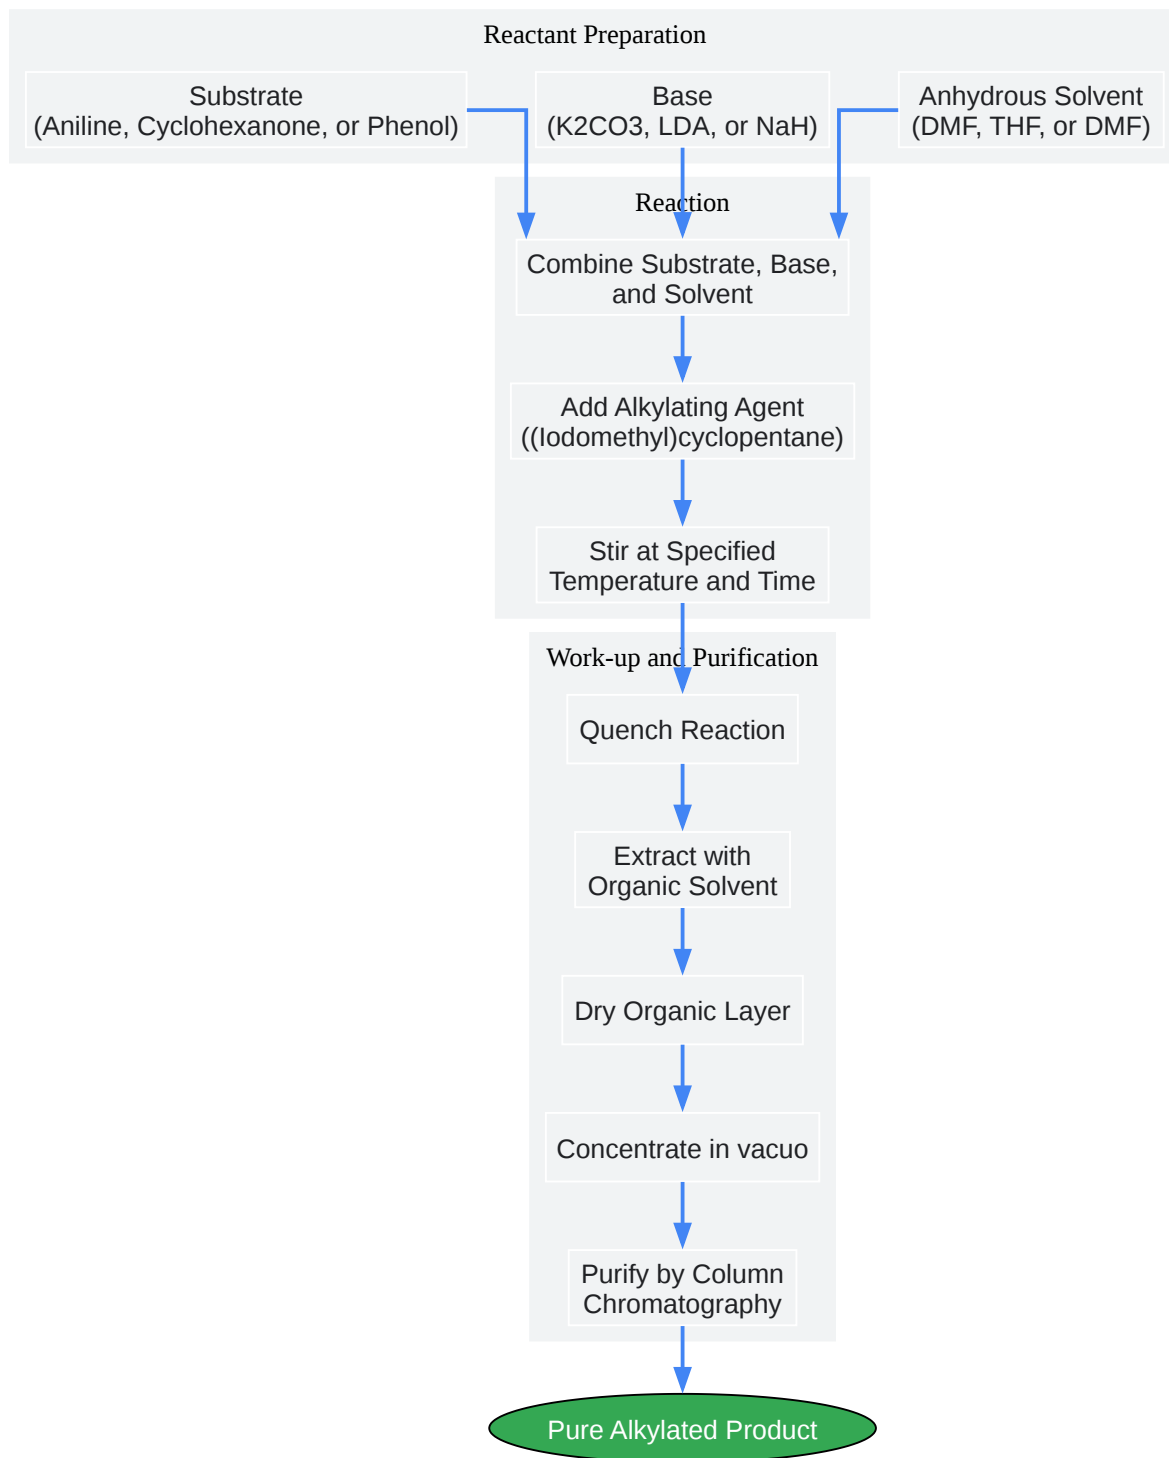 Reactant Preparation
Substrate
(Aniline, Cyclohexanone, or Phenol)
Base
(K2CO3, LDA, or NaH)
Anhydrous Solvent
(DMF, THF, or DMF)
Reaction
Combine Substrate, Base,
and Solvent
Add Alkylating Agent
((Iodomethyl)cyclopentane)
Stir at Specified
Temperature and Time
Work-up and Purification
Quench Reaction
Extract with
Organic Solvent
Dry Organic Layer
Concentrate in vacuo
Purify by Column
Chromatography
Pure Alkylated Product